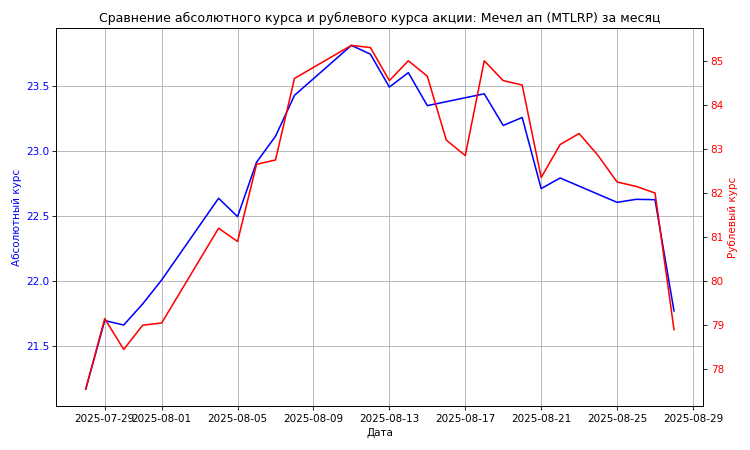 Сравнение абсолютного курса и рублевого курса акции: Мечел ап (MTLRP) за месяц
Абсолютный курс
23.5
23.0
22.5
22.0
21.5
85
84
83
82
81
80
79
78
Рублевый курс
2025-07-29 2025-08-01 2025-08-05 2025-08-09 2025-08-13 2025-08-17 2025-08-21 2025-08-25 2025-08-29
Дата